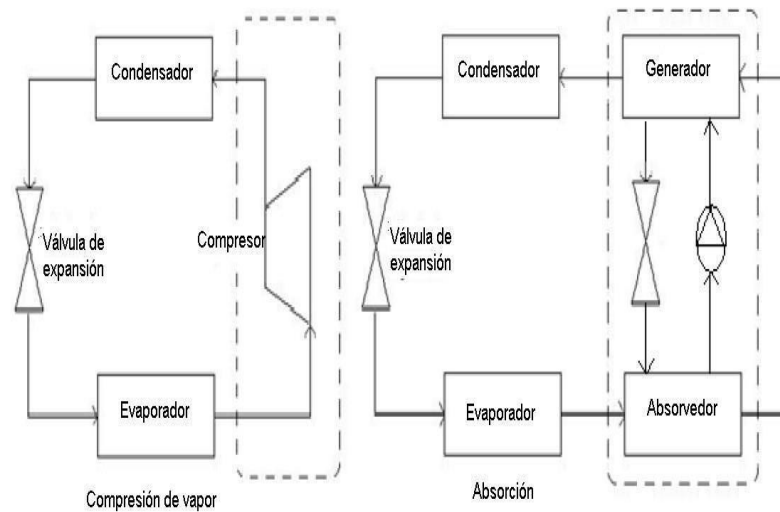 Condensador
Válvula de
expansión
Compresor
Evaporador
Compresión de vapor
Condensador
Generador
Válvula de
expansión
Evaporador
Absorvedor
Absorción